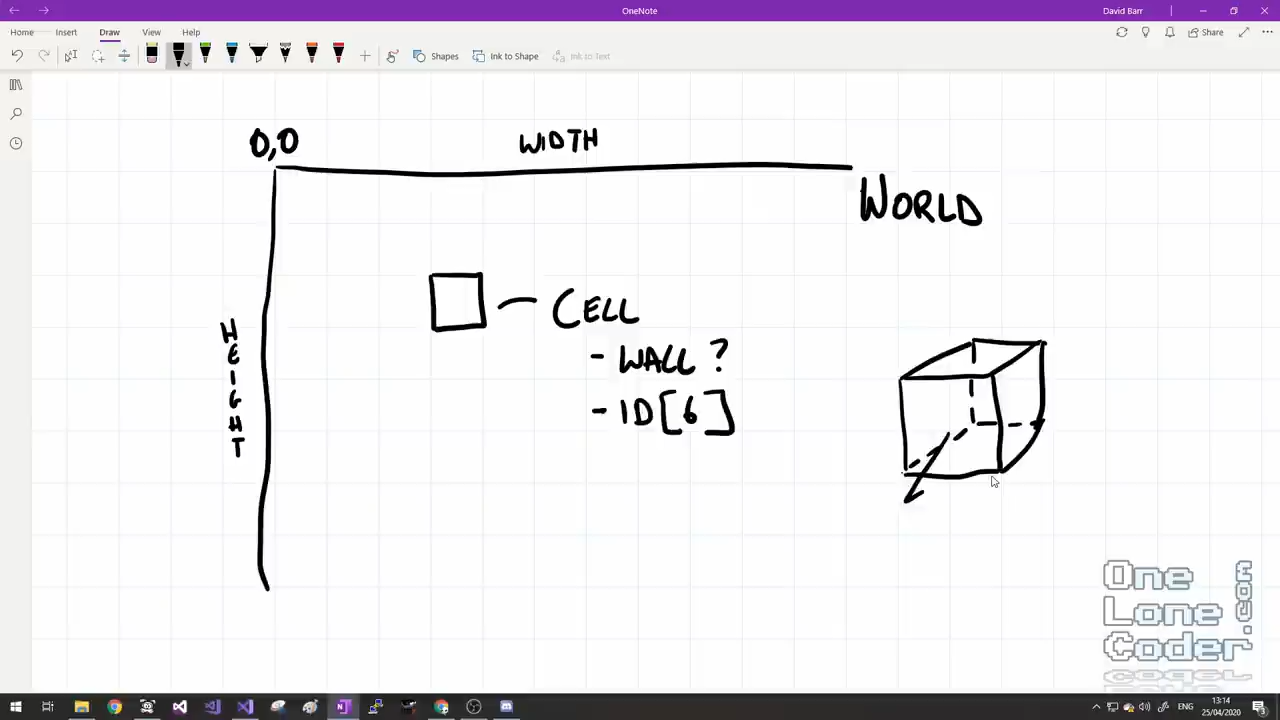 OneNote
David Barr
Home Insert Draw View Help
Share
Shapes Ink to Shape Ink to Text
0,0
WIDTH
WORLD
HEIGHT
CELL
- WALL ?
- ID[6]
One
Lone
Coder
.com
ENG
13:14
25/04/2020